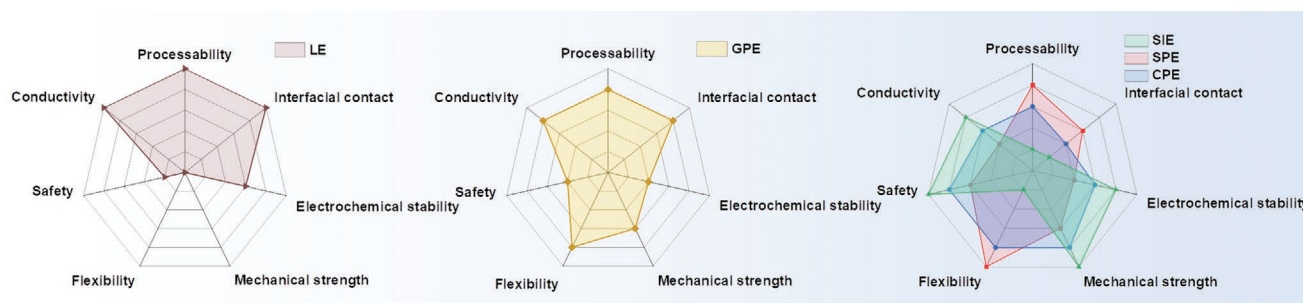 Processability
LE
Conductivity
Interfacial contact
Safety
Electrochemical stability
Flexibility
Mechanical strength
Processability
GPE
Conductivity
Interfacial contact
Safety
Electrochemical stability
Flexibility
Mechanical strength
Processability
SIE
SPE
CPE
Conductivity
Interfacial contact
Safety
Electrochemical stability
Flexibility
Mechanical strength